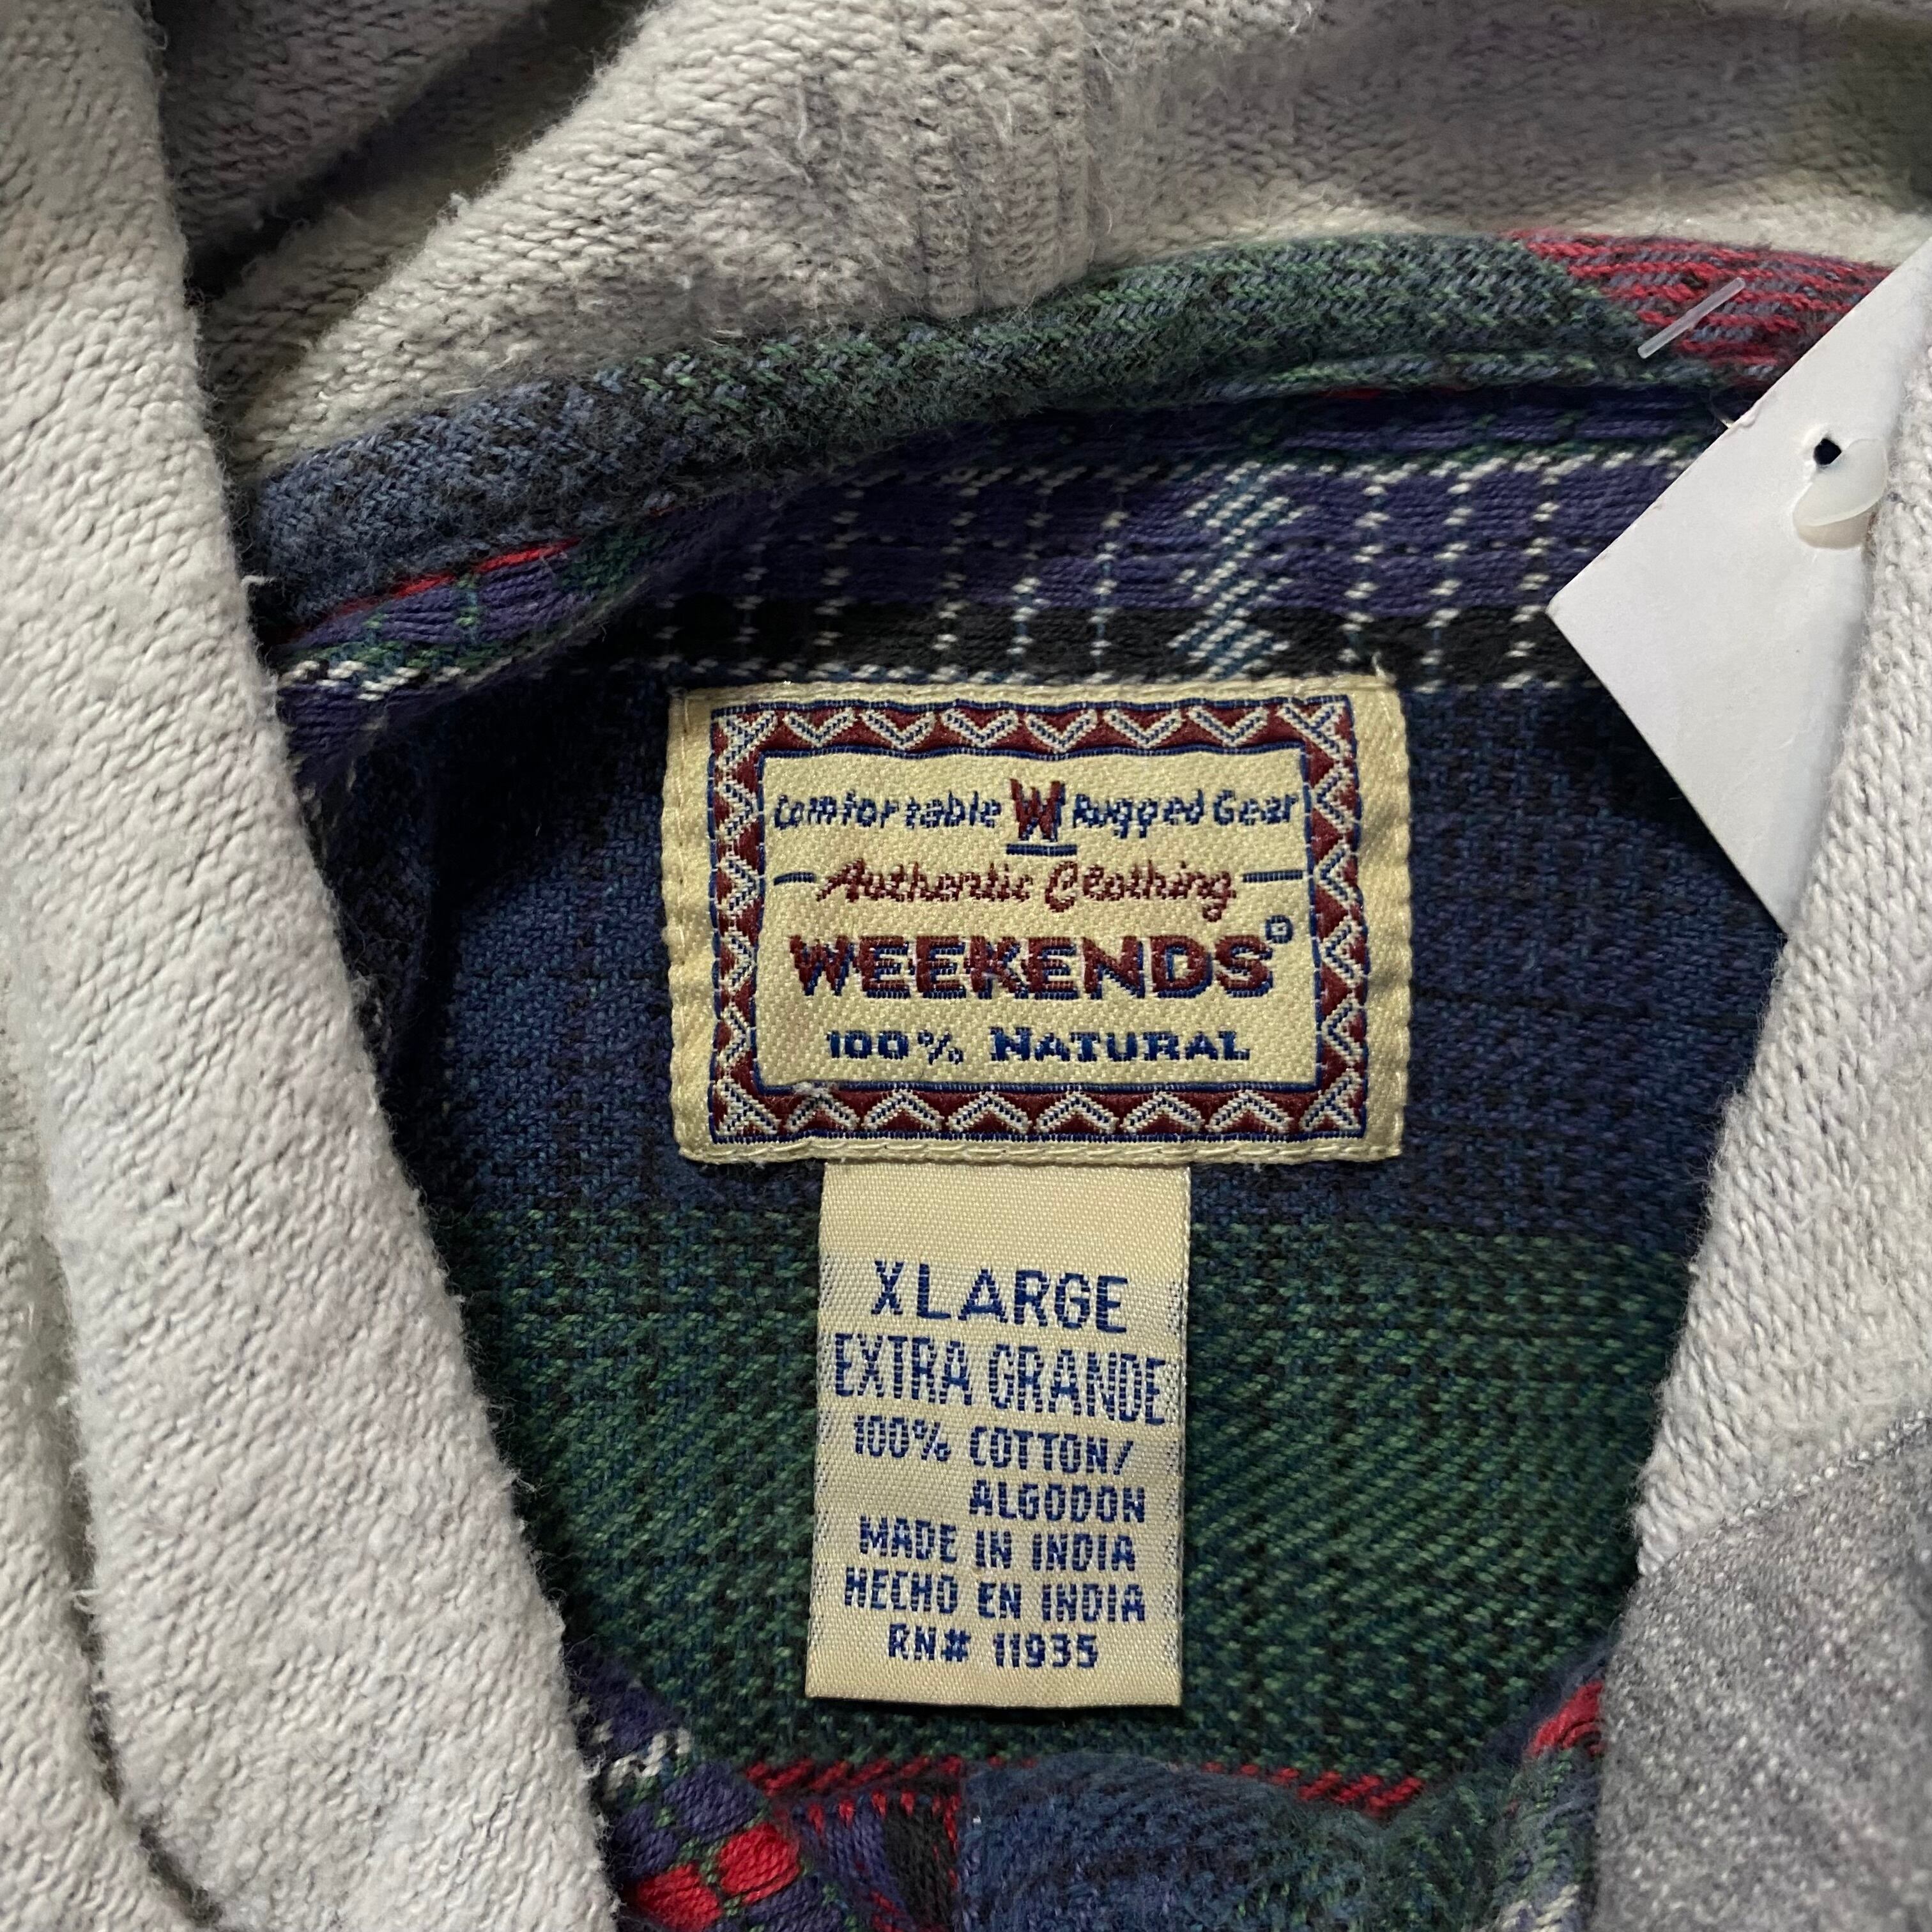 Comfortable W Rugged Gear
Authentic Clothing
WEEKENDS®
100% NATURAL
XLARGE
EXTRA GRANDE
100% COTTON/
ALGODON
MADE IN INDIA
HECHO EN INDIA
RN# 11935